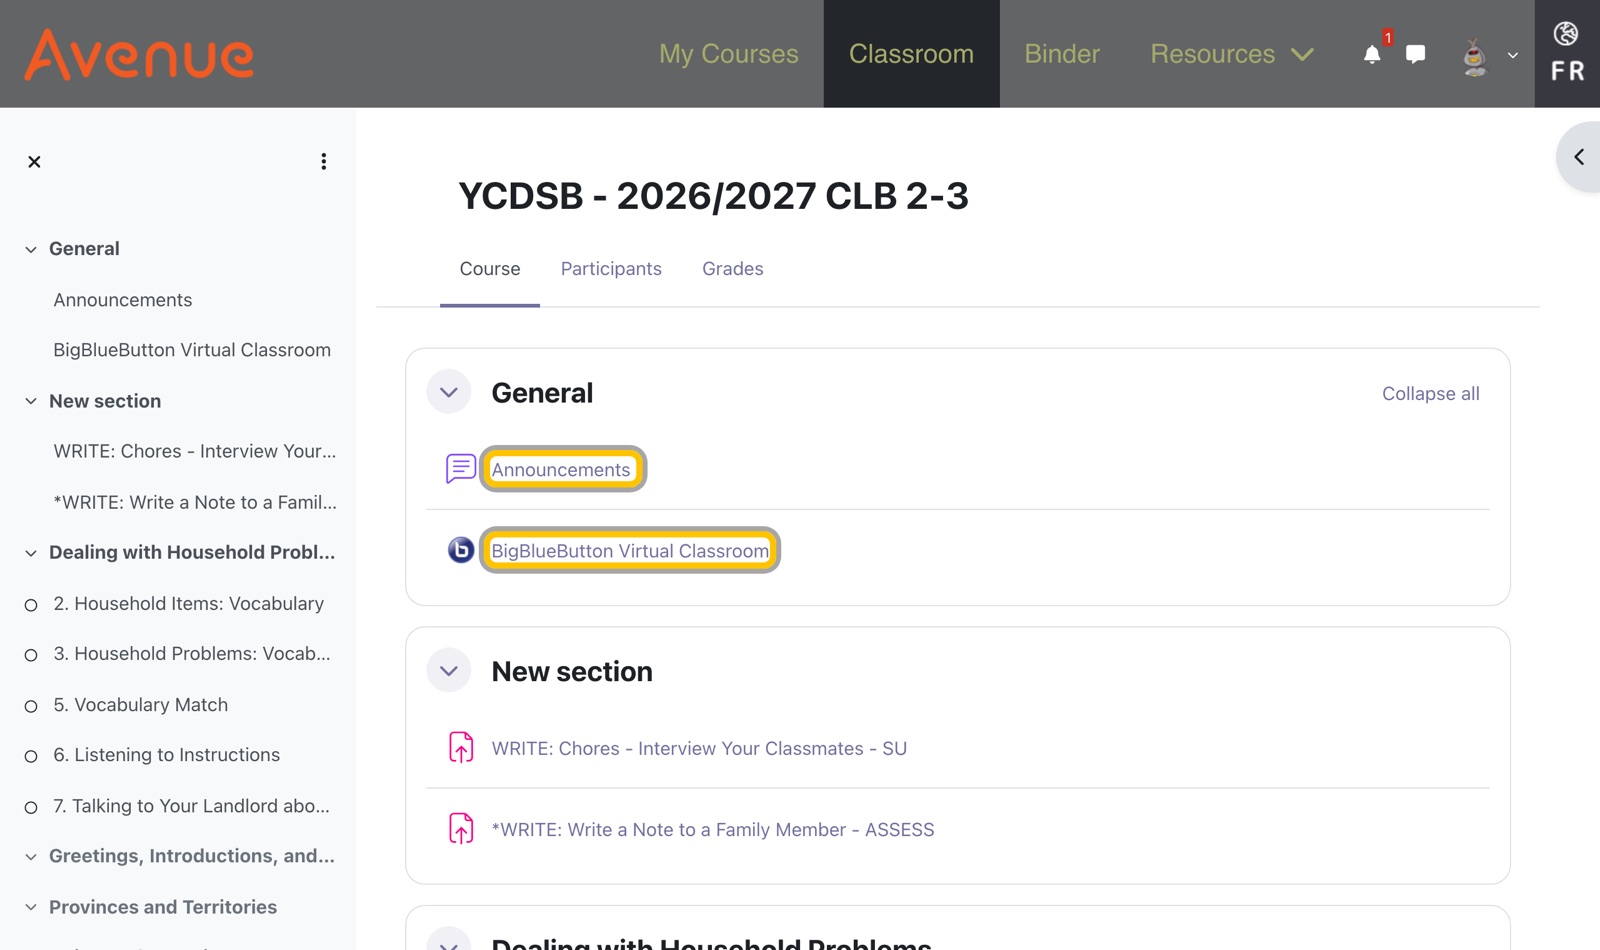 Avenue
My Courses
Classroom
Binder
Resources
1
FR
General
Announcements
BigBlueButton Virtual Classroom
New section
WRITE: Chores - Interview Your...
*WRITE: Write a Note to a Famil...
Dealing with Household Probl...
2. Household Items: Vocabulary
3. Household Problems: Vocab...
5. Vocabulary Match
6. Listening to Instructions
7. Talking to Your Landlord abo...
Greetings, Introductions, and...
Provinces and Territories
YCDSB - 2026/2027 CLB 2-3
Course
Participants
Grades
General
Collapse all
Announcements
BigBlueButton Virtual Classroom
New section
WRITE: Chores - Interview Your Classmates - SU
*WRITE: Write a Note to a Family Member - ASSESS
Dealing with Household Problems